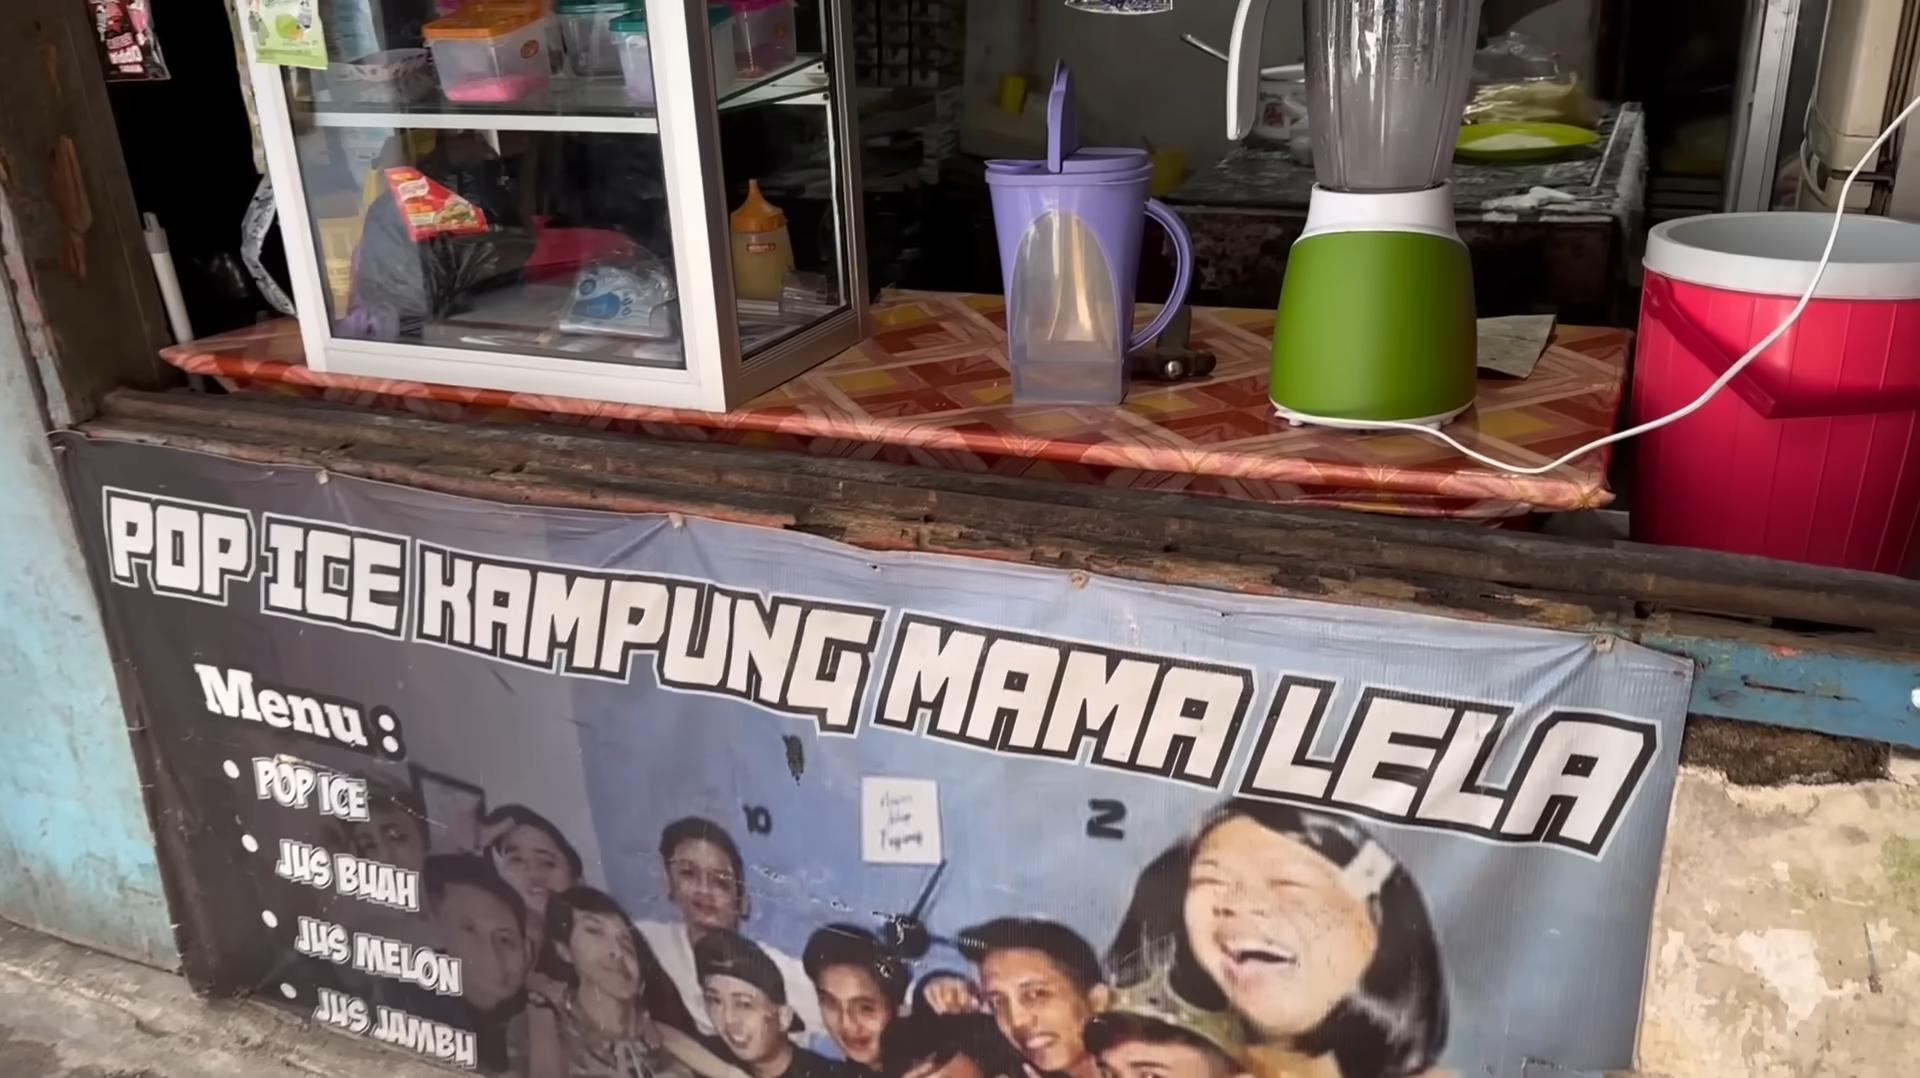 POP ICE KAMPUNG MAMA LELA
Menu :
• POP ICE
• JUS BUAH
• JUS MELON
• JUS JAMBU
10
2